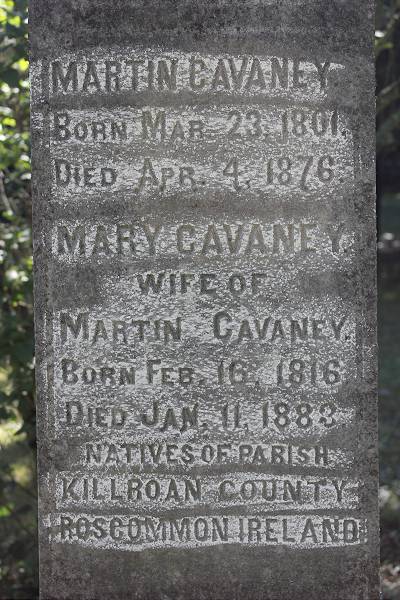 MARTIN CAVANEY
BORN MAR. 23, 1801.
DIED APR. 4, 1876
MARY CAVANEY.
WIFE OF
MARTIN CAVANEY.
BORN FEB. 16, 1816
DIED JAN. 11, 1883
NATIVES OF PARISH
KILLROAN COUNTY
ROSCOMMON IRELAND